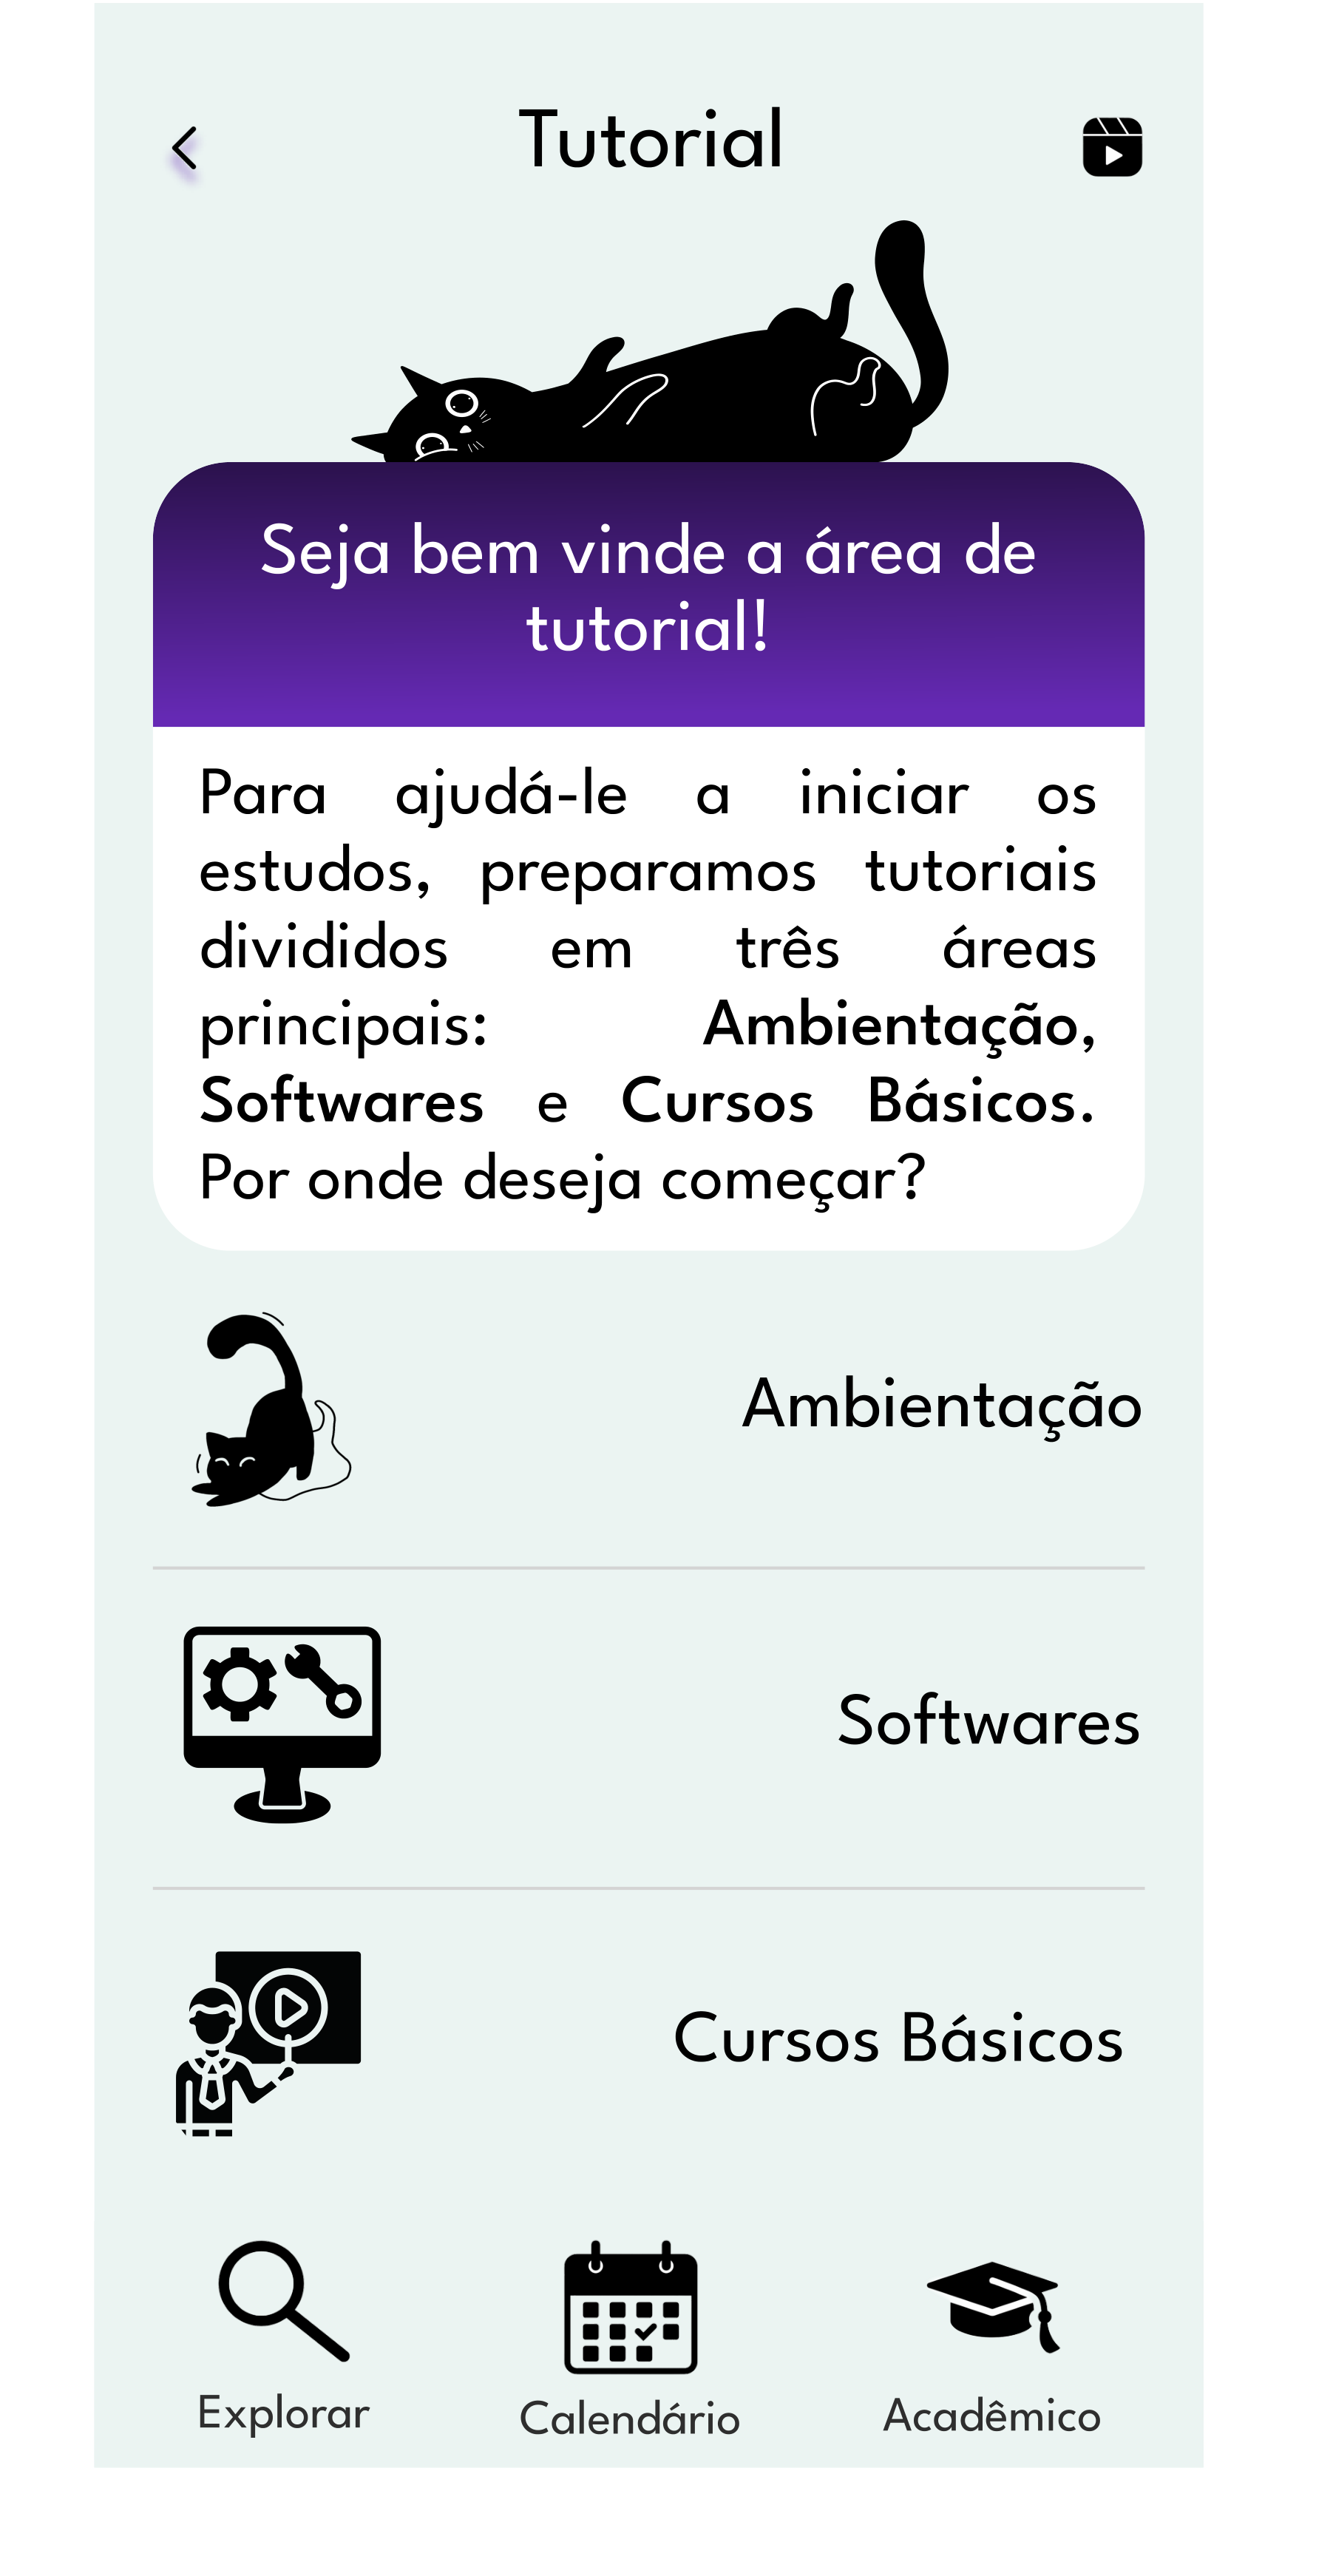 Tutorial
Seja bem vinde a área de
tutorial!
Para ajudá-le a iniciar os
estudos, preparamos tutoriais
divididos em três áreas
principais: Ambientação,
Softwares e Cursos Básicos.
Por onde deseja começar?
Ambientação
Softwares
Cursos Básicos
Explorar
Calendário
Acadêmico